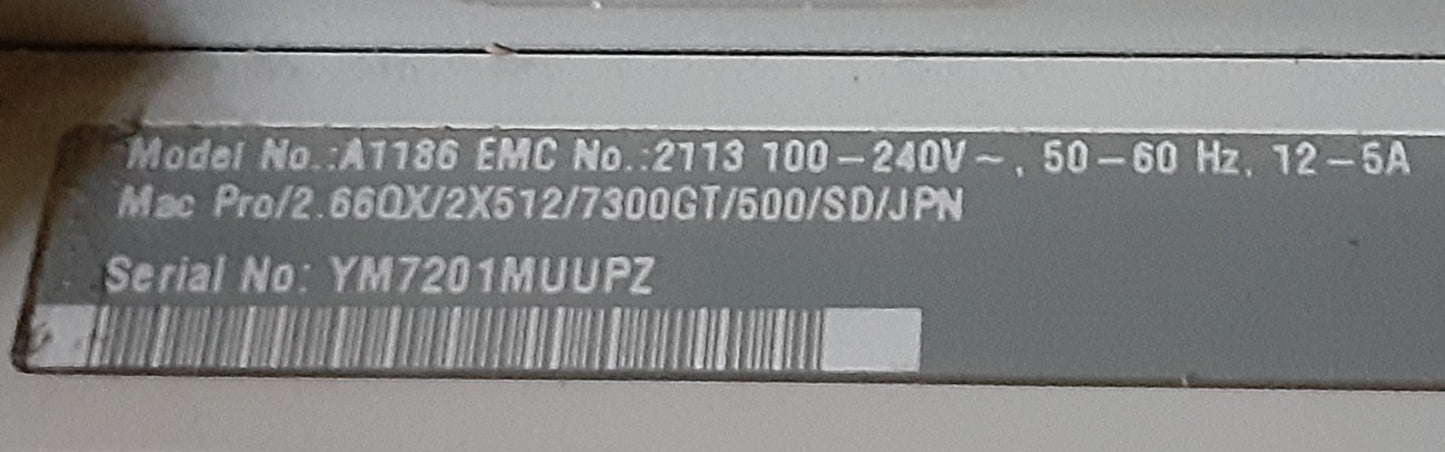 Model No.:A1186 EMC No.:2113 100–240V~, 50–60 Hz, 12–5A
Mac Pro/2.66QX/2X512/7300GT/500/SD/JPN
Serial No: YM7201MUUPZ